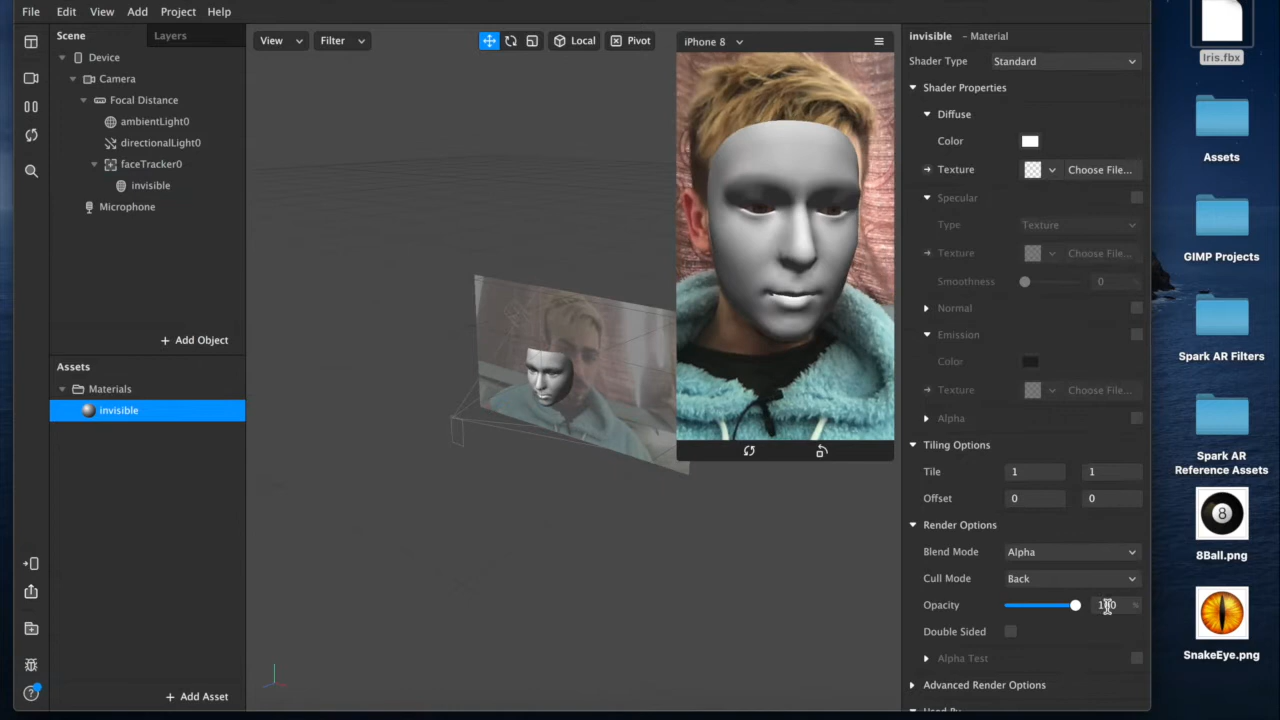 File Edit View Add Project Help
Scene Layers
Device
Camera
Focal Distance
ambientLight0
directionalLight0
faceTracker0
invisible
Microphone
+ Add Object
Assets
Materials
invisible
+ Add Asset
View Filter Local Pivot
iPhone 8
invisible - Material
Shader Type Standard
Shader Properties
Diffuse
Color
Texture Choose File...
Specular
Type Texture
Texture Choose File...
Smoothness 0
Normal
Emission
Color
Texture Choose File...
Alpha
Tiling Options
Tile 1 1
Offset 0 0
Render Options
Blend Mode Alpha
Cull Mode Back
Opacity 100 %
Double Sided
Alpha Test
Advanced Render Options
Used By
Iris.fbx
Assets
GIMP Projects
Spark AR Filters
Spark AR
Reference Assets
8
8Ball.png
SnakeEye.png